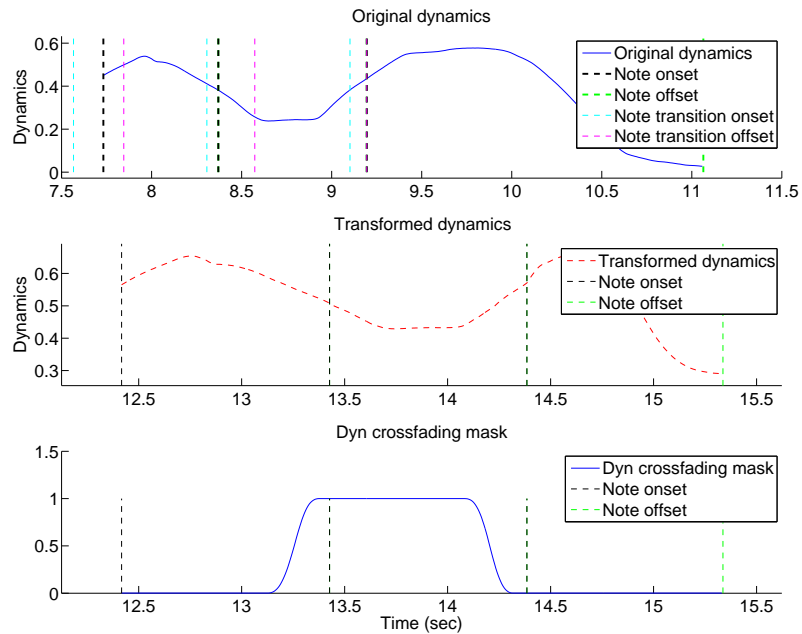 Original dynamics
0.6
0.4
0.2
0
Dynamics
Original dynamics
Note onset
Note offset
Note transition onset
Note transition offset
7.5 8 8.5 9 9.5 10 10.5 11 11.5
Transformed dynamics
0.6
0.5
0.4
0.3
Dynamics
Transformed dynamics
Note onset
Note offset
12.5 13 13.5 14 14.5 15 15.5
Dyn crossfading mask
1.5
1
0.5
0
Dyn crossfading mask
Note onset
Note offset
12.5 13 13.5 14 14.5 15 15.5
Time (sec)